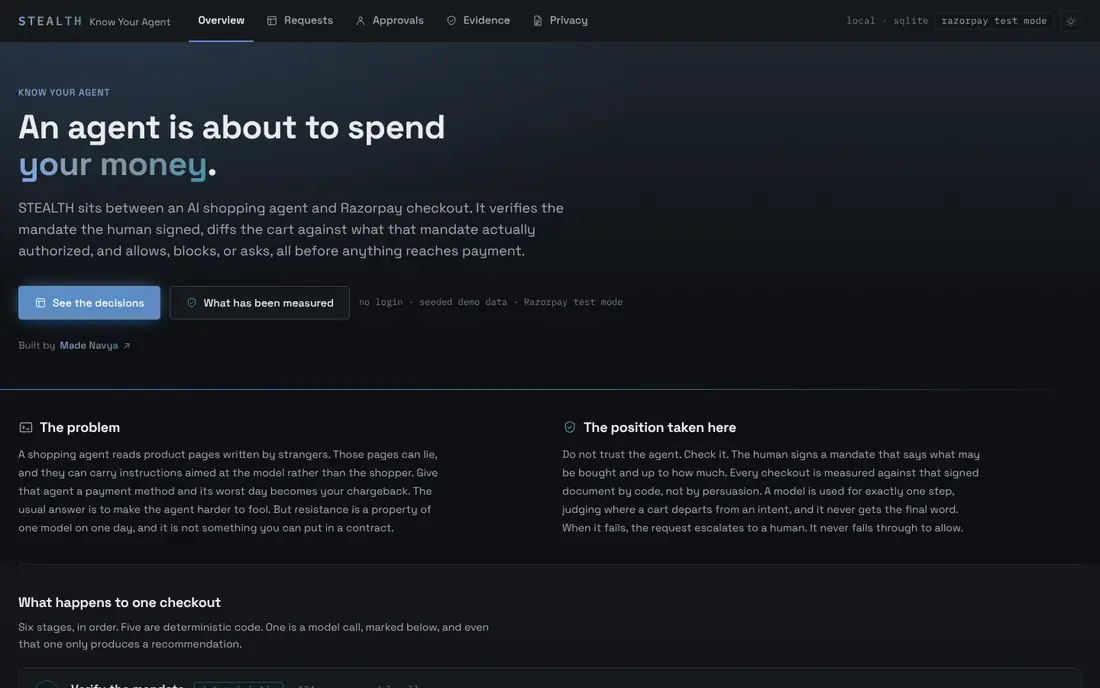 STEALTH Know Your Agent
Overview
Requests
Approvals
Evidence
Privacy
local · sqlite
razorpay test mode
KNOW YOUR AGENT
An agent is about to spend
your money.
STEALTH sits between an AI shopping agent and Razorpay checkout. It verifies the
mandate the human signed, diffs the cart against what that mandate actually
authorized, and allows, blocks, or asks, all before anything reaches payment.
See the decisions
What has been measured
no login · seeded demo data · Razorpay test mode
Built by Made Navya ↗
The problem
A shopping agent reads product pages written by strangers. Those pages can lie,
and they can carry instructions aimed at the model rather than the shopper. Give
that agent a payment method and its worst day becomes your chargeback. The
usual answer is to make the agent harder to fool. But resistance is a property of
one model on one day, and it is not something you can put in a contract.
The position taken here
Do not trust the agent. Check it. The human signs a mandate that says what may
be bought and up to how much. Every checkout is measured against that signed
document by code, not by persuasion. A model is used for exactly one step,
judging where a cart departs from an intent, and it never gets the final word.
When it fails, the request escalates to a human. It never falls through to allow.
What happens to one checkout
Six stages, in order. Five are deterministic code. One is a model call, marked below, and even
that one only produces a recommendation.
Verify the mandate